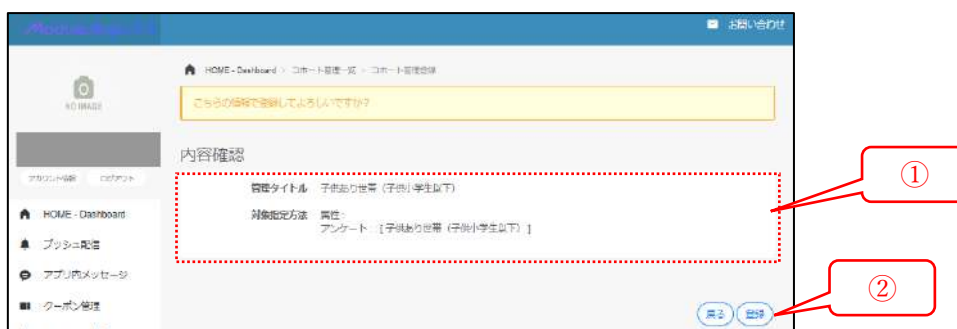 お問い合わせ
HOME - Dashboard > コホート管理一覧 > コホート管理登録
NO IMAGE
こちらの情報で登録してよろしいですか？
内容確認
①
アカウント情報 ログアウト
管理タイトル 子供あり世帯（子供小学生以下）
HOME - Dashboard
対象指定方法 属性：
アンケート：[ 子供あり世帯（子供小学生以下） ]
プッシュ配信
アプリ内メッセージ
②
クーポン管理
戻る 登録